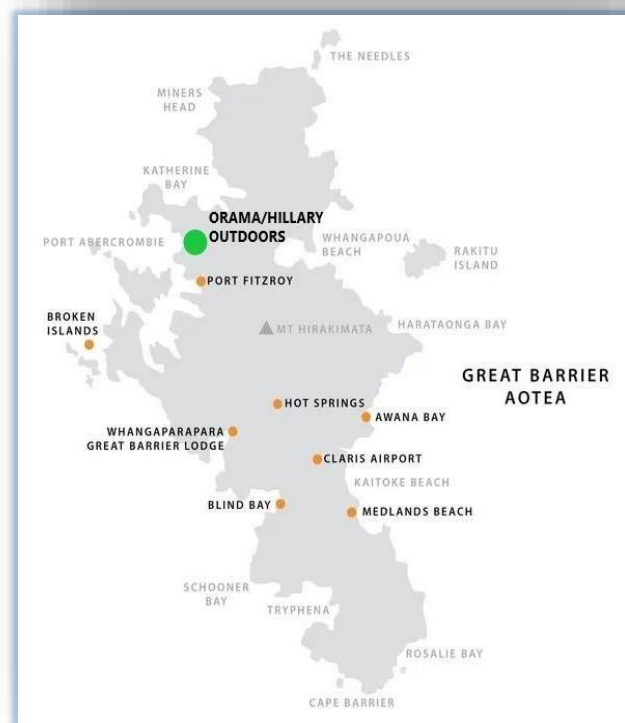 THE NEEDLES
MINERS
HEAD
KATHERINE
BAY
ORAMA/HILLARY
OUTDOORS
PORT ABERCROMBIE
WHANGAPOUA
BEACH
RAKITU
ISLAND
PORT FITZROY
BROKEN
ISLANDS
MT HIRAKIMATA
HARATAONGA BAY
GREAT BARRIER
AOTEA
HOT SPRINGS
AWANA BAY
WHANGAPARAPARA
GREAT BARRIER LODGE
CLARIS AIRPORT
KAITOKE BEACH
BLIND BAY
MEDLANDS BEACH
SCHOONER
BAY
TRYPHENA
ROSALIE BAY
CAPE BARRIER